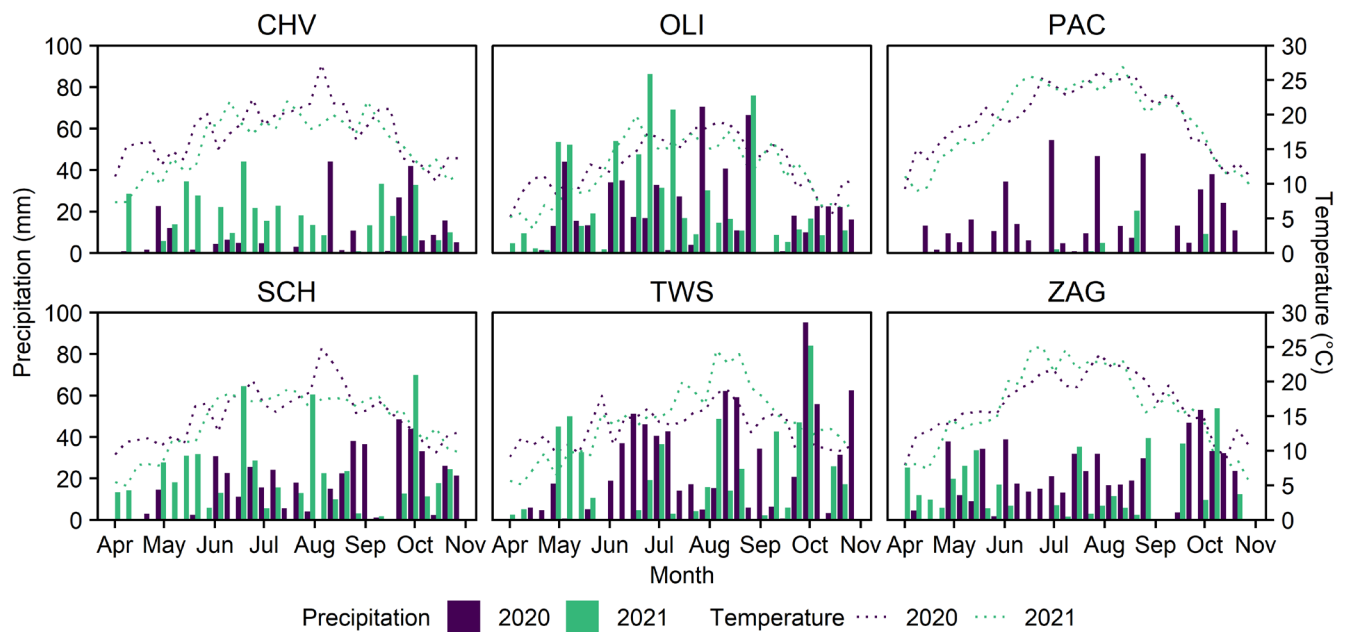 CHV OLI PAC
100 30
80 25
60 20
40 15
20 10
0 5
0
Precipitation (mm)
Temperature (°C)
SCH TWS ZAG
100 30
80 25
60 20
40 15
20 10
0 5
0
Apr May Jun Jul Aug Sep Oct Nov Apr May Jun Jul Aug Sep Oct Nov Apr May Jun Jul Aug Sep Oct Nov
Month
Precipitation 2020 2021 Temperature 2020 2021